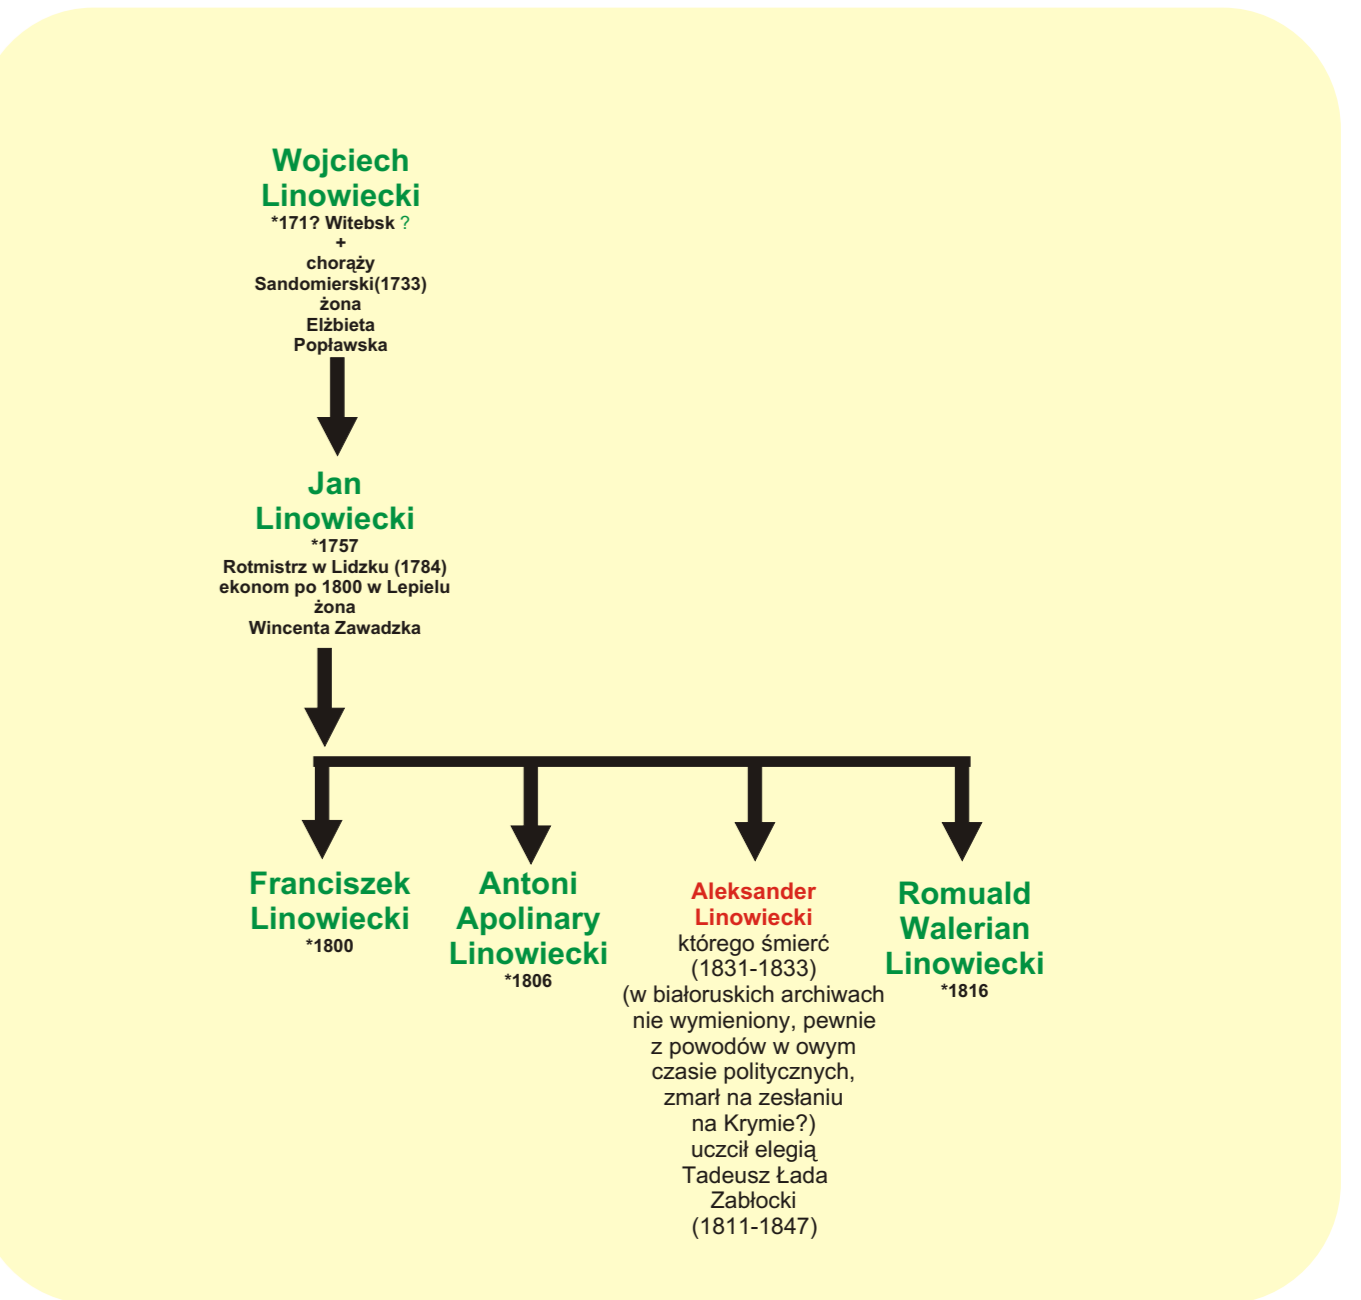 Wojciech
Linowiecki
*171? Witebsk ?
+
chorąży
Sandomierski(1733)
żona
Elżbieta
Popławska
Jan
Linowiecki
*1757
Rotmistrz w Lidzku (1784)
ekonom po 1800 w Lepielu
żona
Wincenta Zawadzka
Franciszek
Linowiecki
*1800
Antoni
Apolinary
Linowiecki
*1806
Aleksander
Linowiecki
którego śmierć
(1831-1833)
(w białoruskich archiwach
nie wymieniony, pewnie
z powodów w owym
czasie politycznych,
zmarł na zesłaniu
na Krymie?)
uczcił elegią
Tadeusz Łada
Zabłocki
(1811-1847)
Romuald
Walerian
Linowiecki
*1816